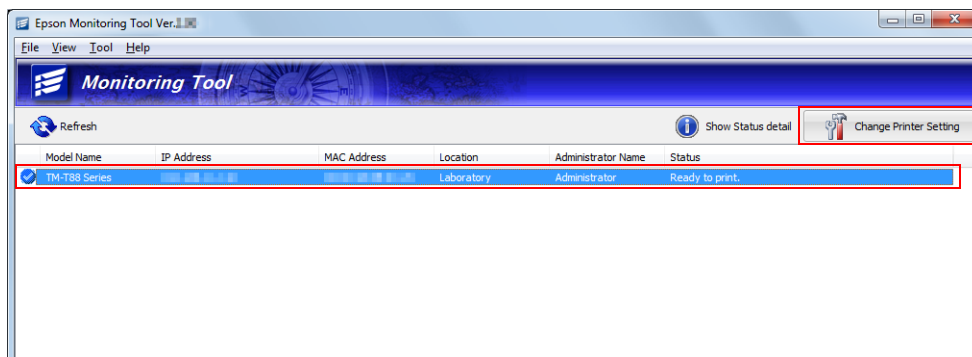 Epson Monitoring Tool Ver.
File View Tool Help
Monitoring Tool
Refresh Show Status detail Change Printer Setting
Model Name IP Address MAC Address Location Administrator Name Status
TM-T88 Series Laboratory Administrator Ready to print.